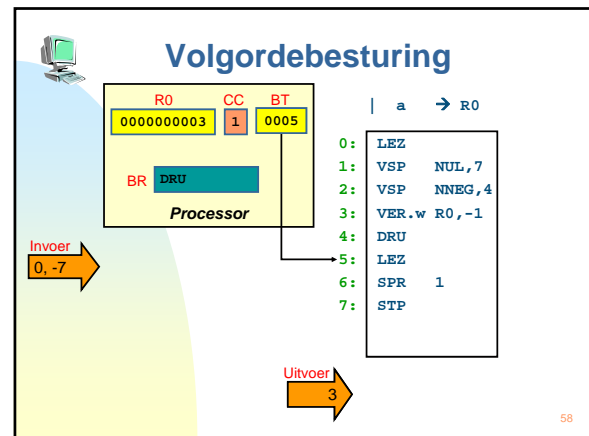 Volgordebesturing
R0 CC BT
0000000003 1 0005
BR DRU
Processor
Invoer
0, -7
| a → R0
0: LEZ
1: VSP NUL,7
2: VSP NNEG,4
3: VER.w R0,-1
4: DRU
5: LEZ
6: SPR 1
7: STP
Uitvoer
3
58